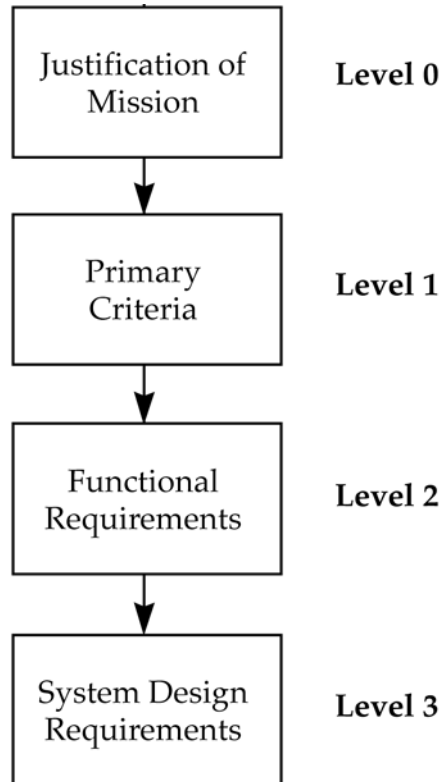 Justification of
Mission
Level 0
Primary
Criteria
Level 1
Functional
Requirements
Level 2
System Design
Requirements
Level 3